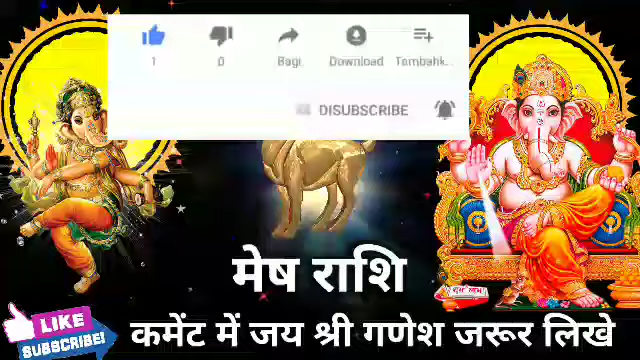 1 0 Bagi Download Tambahk...
DISUBSCRIBE
मेष राशि
शुभ लाभ
LIKE
SUBSCRIBE!
कमेंट में जय श्री गणेश जरूर लिखे